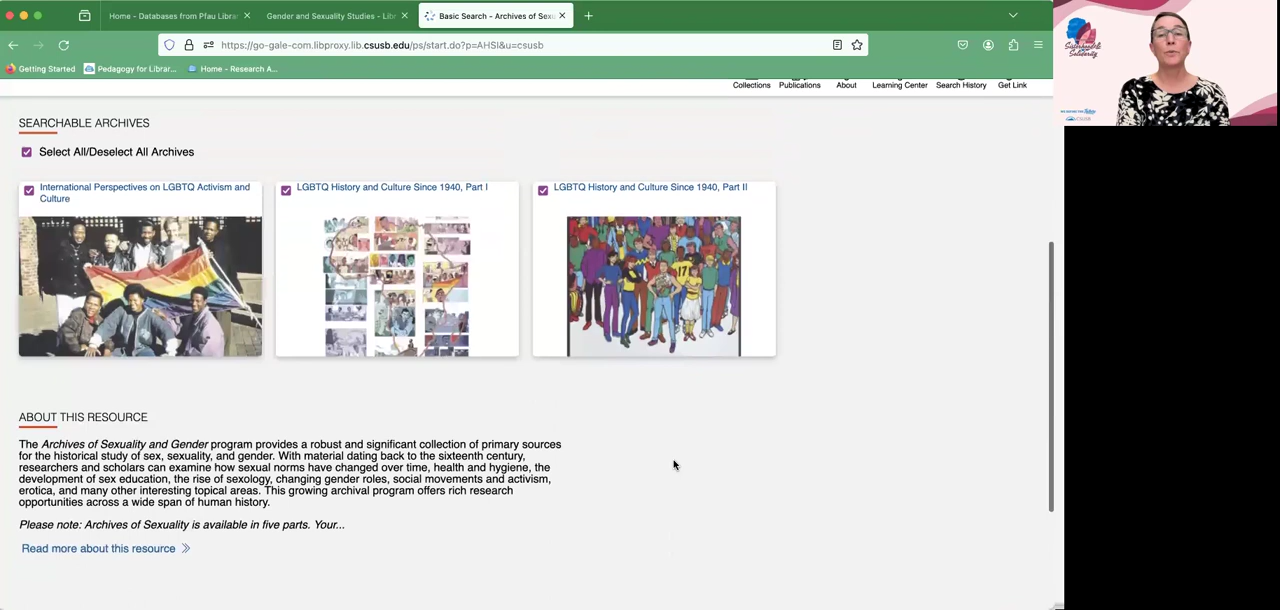 Home - Databases from Pfau Librar
Gender and Sexuality Studies - Libr
Basic Search - Archives of Sexu
https://go-gale-com.libproxy.lib.csusb.edu/ps/start.do?p=AHSI&u=csusb
Getting Started
Pedagogy for Librar...
Home - Research A...
Collections
Publications
About
Learning Center
Search History
Get Link
Sisterhood &
Solidarity
CSUSB
SEARCHABLE ARCHIVES
Select All/Deselect All Archives
International Perspectives on LGBTQ Activism and
Culture
LGBTQ History and Culture Since 1940, Part I
LGBTQ History and Culture Since 1940, Part II
17
ABOUT THIS RESOURCE
The Archives of Sexuality and Gender program provides a robust and significant collection of primary sources
for the historical study of sex, sexuality, and gender. With material dating back to the sixteenth century,
researchers and scholars can examine how sexual norms have changed over time, health and hygiene, the
development of sex education, the rise of sexology, changing gender roles, social movements and activism,
erotica, and many other interesting topical areas. This growing archival program offers rich research
opportunities across a wide span of human history.
Please note: Archives of Sexuality is available in five parts. Your...
Read more about this resource